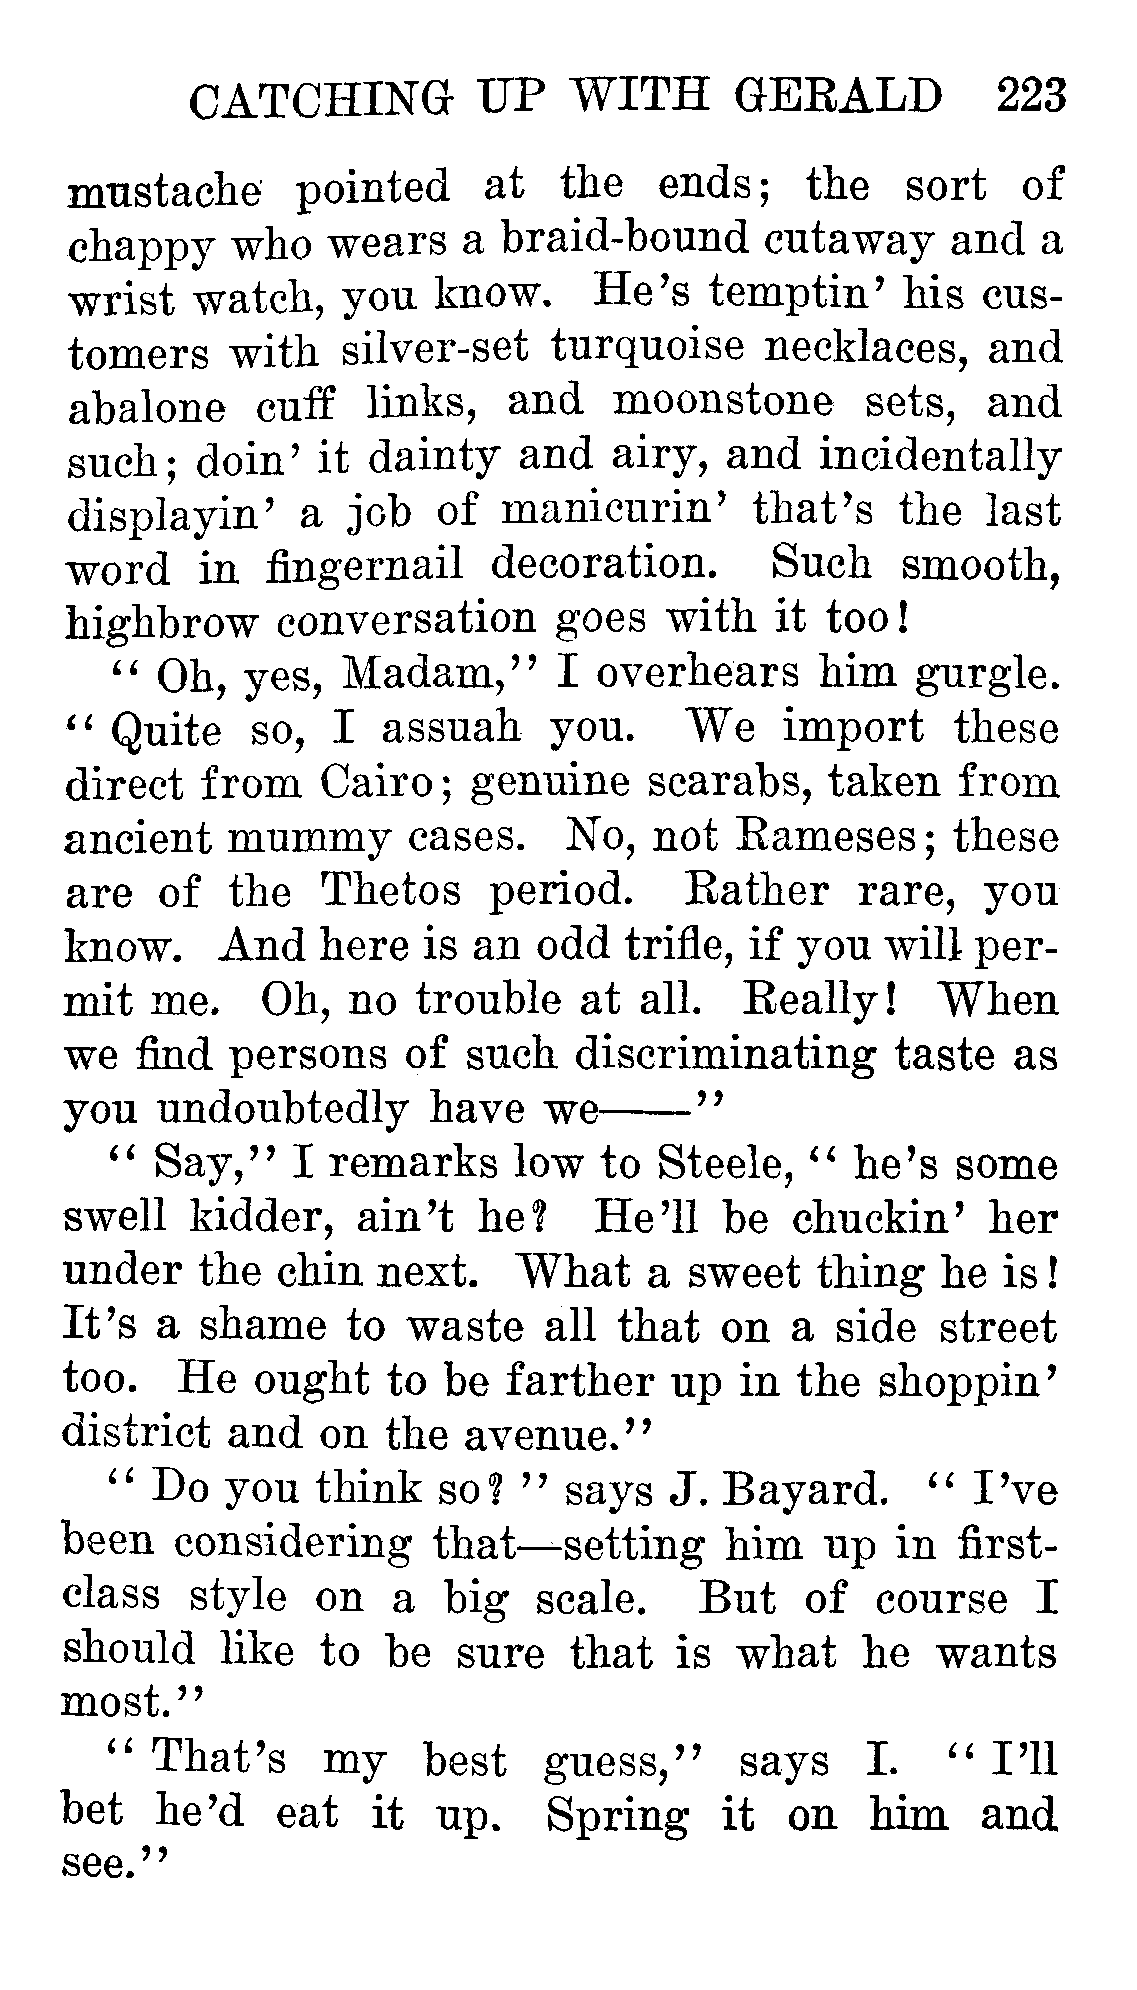 CATCHING UP WITH GERALD 223
mustache pointed at the ends; the sort of
chappy who wears a braid-bound cutaway and a
wrist watch, you know. He's temptin' his cus-
tomers with silver-set turquoise necklaces, and
abalone cuff links, and moonstone sets, and
such; doin' it dainty and airy, and incidentally
displayin' a job of manicurin' that's the last
word in fingernail decoration. Such smooth,
highbrow conversation goes with it too!
"Oh, yes, Madam," I overhears him gurgle.
"Quite so, I assuah you. We import these
direct from Cairo; genuine scarabs, taken from
ancient mummy cases. No, not Rameses; these
are of the Thetos period. Rather rare, you
know. And here is an odd trifle, if you will per-
mit me. Oh, no trouble at all. Really! When
we find persons of such discriminating taste as
you undoubtedly have we——"
"Say," I remarks low to Steele, "he's some
swell kidder, ain't he? He'll be chuckin' her
under the chin next. What a sweet thing he is!
It's a shame to waste all that on a side street
too. He ought to be farther up in the shoppin'
district and on the avenue."
"Do you think so?" says J. Bayard. "I've
been considering that—setting him up in first-
class style on a big scale. But of course I
should like to be sure that is what he wants
most."
"That's my best guess," says I. "I'll
bet he'd eat it up. Spring it on him and
see."